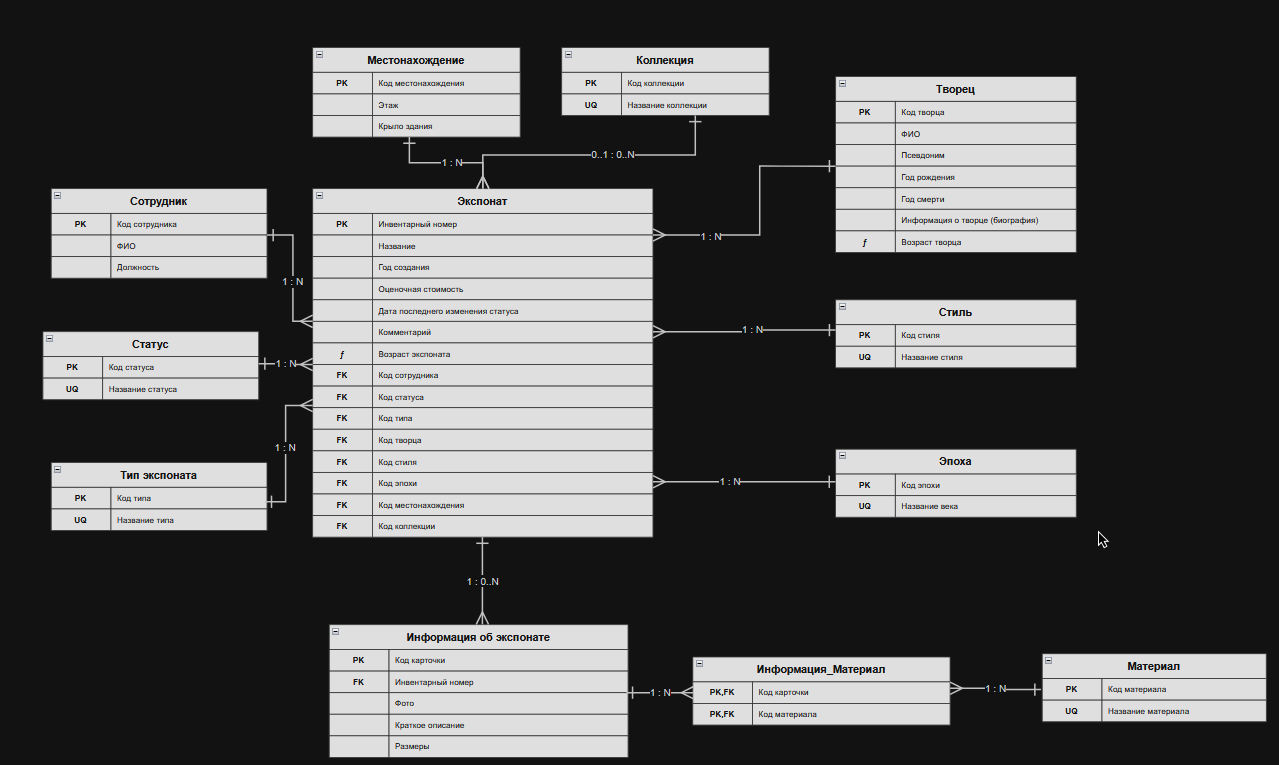 Местонахождение
PK Код местонахождения
Этаж
Крыло здания
Коллекция
PK Код коллекции
UQ Название коллекции
Творец
PK Код творца
ФИО
Псевдоним
Год рождения
Год смерти
Информация о творце (биография)
ƒ Возраст творца
1 : N
0..1 : 0..N
Сотрудник
PK Код сотрудника
ФИО
Должность
Экспонат
PK Инвентарный номер
Название
Год создания
Оценочная стоимость
Дата последнего изменения статуса
Комментарий
ƒ Возраст экспоната
FK Код сотрудника
FK Код статуса
FK Код типа
FK Код творца
FK Код стиля
FK Код эпохи
FK Код местонахождения
FK Код коллекции
1 : N
1 : N
Статус
PK Код статуса
UQ Название статуса
1 : N
Стиль
PK Код стиля
UQ Название стиля
1 : N
1 : N
Тип экспоната
PK Код типа
UQ Название типа
Эпоха
PK Код эпохи
UQ Название века
1 : N
1 : 0..N
Информация об экспонате
PK Код карточки
FK Инвентарный номер
Фото
Краткое описание
Размеры
1 : N
Информация_Материал
PK,FK Код карточки
PK,FK Код материала
1 : N
Материал
PK Код материала
UQ Название материала